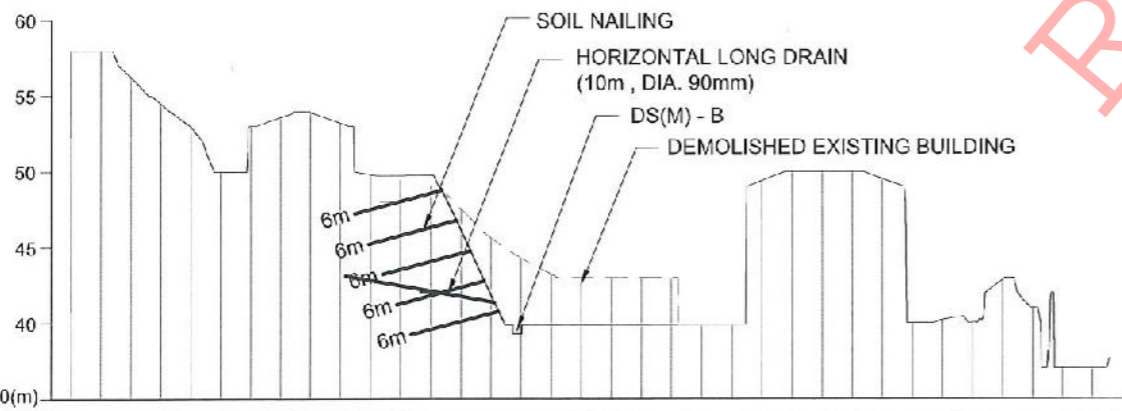 60
SOIL NAILING
HORIZONTAL LONG DRAIN
(10m , DIA. 90mm)
55
DS(M) - B
DEMOLISHED EXISTING BUILDING
50
6m
6m
45
6m
6m
40
6m
0(m)
R